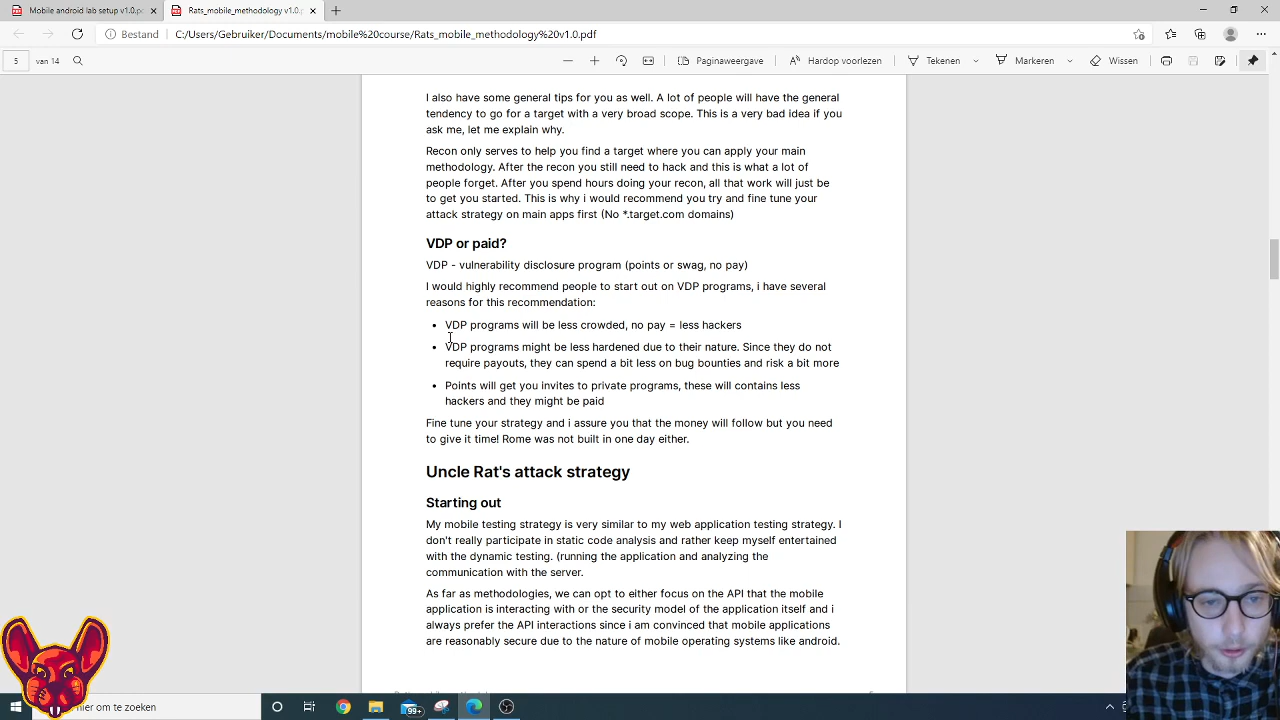 Mobile android lab setup v1.0.pc
Rats_mobile_methodology v1.0.p
Bestand
C:/Users/Gebruiker/Documents/mobile%20course/Rats_mobile_methodology%20v1.0.pdf
5 van 14
Paginaweergave
Hardop voorlezen
Tekenen
Markeren
Wissen
I also have some general tips for you as well. A lot of people will have the general
tendency to go for a target with a very broad scope. This is a very bad idea if you
ask me, let me explain why.
Recon only serves to help you find a target where you can apply your main
methodology. After the recon you still need to hack and this is what a lot of
people forget. After you spend hours doing your recon, all that work will just be
to get you started. This is why i would recommend you try and fine tune your
attack strategy on main apps first (No *.target.com domains)
VDP or paid?
VDP - vulnerability disclosure program (points or swag, no pay)
I would highly recommend people to start out on VDP programs, i have several
reasons for this recommendation:
• VDP programs will be less crowded, no pay = less hackers
• VDP programs might be less hardened due to their nature. Since they do not
require payouts, they can spend a bit less on bug bounties and risk a bit more
• Points will get you invites to private programs, these will contains less
hackers and they might be paid
Fine tune your strategy and i assure you that the money will follow but you need
to give it time! Rome was not built in one day either.
Uncle Rat's attack strategy
Starting out
My mobile testing strategy is very similar to my web application testing strategy. I
don't really participate in static code analysis and rather keep myself entertained
with the dynamic testing. (running the application and analyzing the
communication with the server.
As far as methodologies, we can opt to either focus on the API that the mobile
application is interacting with or the security model of the application itself and i
always prefer the API interactions since i am convinced that mobile applications
are reasonably secure due to the nature of mobile operating systems like android.
hier om te zoeken
99+